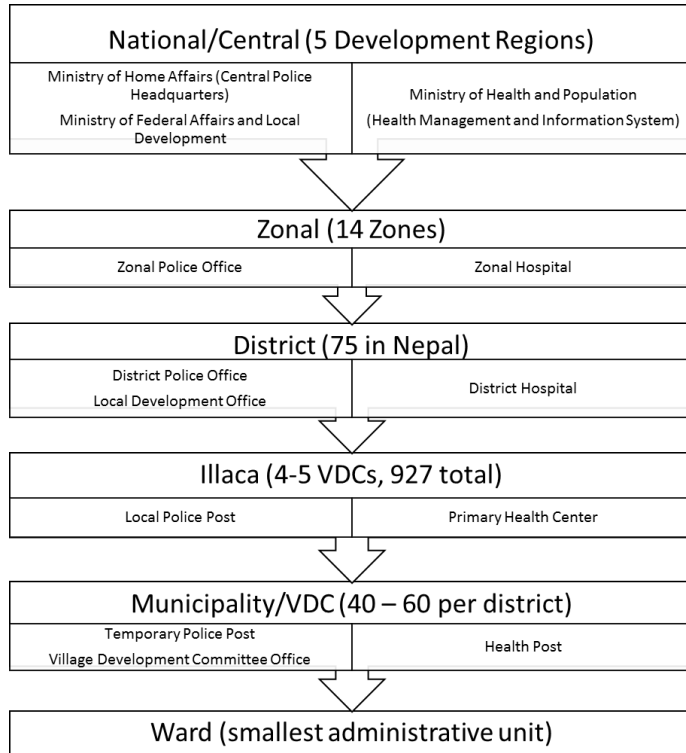 National/Central (5 Development Regions)
Ministry of Home Affairs (Central Police
Headquarters)
Ministry of Federal Affairs and Local
Development
Ministry of Health and Population
(Health Management and Information System)
Zonal (14 Zones)
Zonal Police Office
Zonal Hospital
District (75 in Nepal)
District Police Office
Local Development Office
District Hospital
Illaca (4-5 VDCs, 927 total)
Local Police Post
Primary Health Center
Municipality/VDC (40 – 60 per district)
Temporary Police Post
Village Development Committee Office
Health Post
Ward (smallest administrative unit)